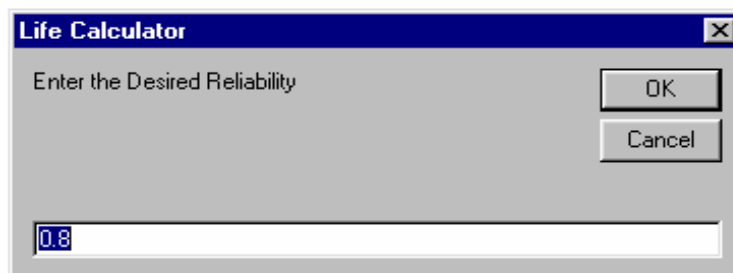 Life Calculator
Enter the Desired Reliability
OK
Cancel
0.8